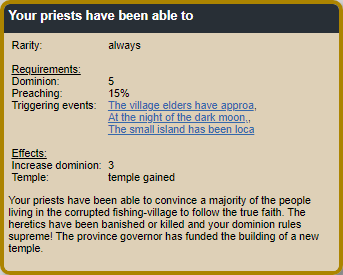 Your priests have been able to
Rarity: always
Requirements:
Dominion: 5
Preaching: 15%
Triggering events: The village elders have approa,
At the night of the dark moon,,
The small island has been loca
Effects:
Increase dominion: 3
Temple: temple gained
Your priests have been able to convince a majority of the people
living in the corrupted fishing-village to follow the true faith. The
heretics have been banished or killed and your dominion rules
supreme! The province governor has funded the building of a new
temple.